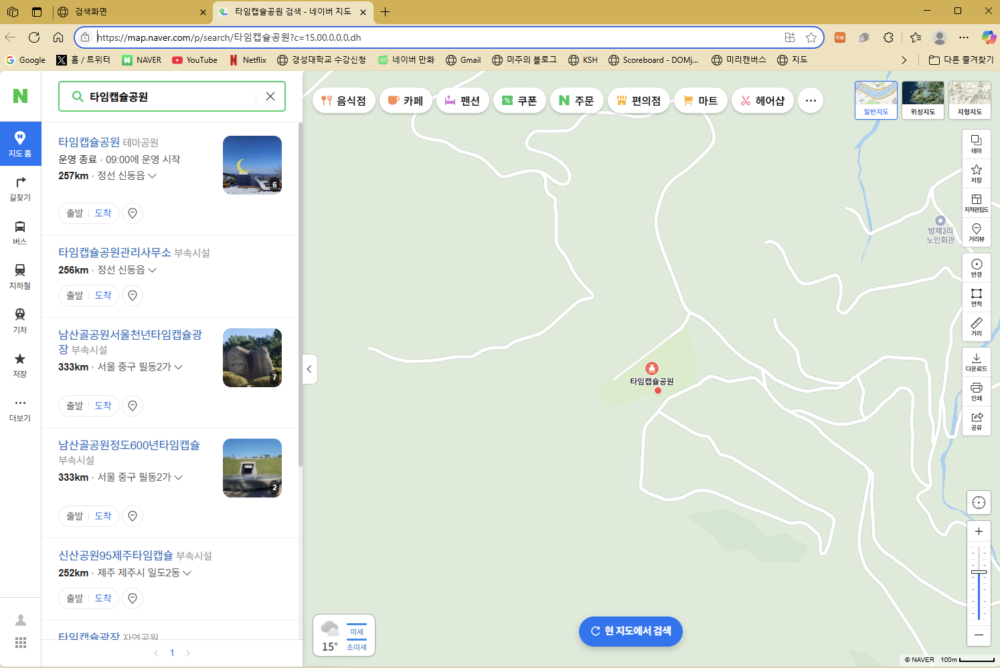 검색화면
타임캡슐공원 검색 - 네이버 지도
https://map.naver.com/p/search/타임캡슐공원?c=15.00,0,0,0,dh
Google
홈 / 트위터
NAVER
YouTube
Netflix
경성대학교 수강신청
네이버 만화
Gmail
미주의 블로그
KSH
Scoreboard - DOMj...
미리캔버스
지도
다른 즐겨찾기
N
지도 홈
길찾기
버스
지하철
기차
저장
더보기
타임캡슐공원
타임캡슐공원 테마공원
운영 종료 · 09:00에 운영 시작
257km · 정선 신동읍
6
출발 도착
타임캡슐공원관리사무소 부속시설
256km · 정선 신동읍
출발 도착
남산골공원서울천년타임캡슐광
장 부속시설
333km · 서울 중구 필동2가
7
출발 도착
남산골공원정도600년타임캡슐
부속시설
333km · 서울 중구 필동2가
2
출발 도착
신산공원95제주타임캡슐 부속시설
252km · 제주 제주시 일도2동
출발 도착
타임캡슐광장 자연공원
1
음식점
카페
펜션
쿠폰
주문
편의점
마트
헤어샵
일반지도
위성지도
지형지도
테마
저장
지적편집도
거리뷰
반경
면적
거리
다운로드
인쇄
공유
방제2리
노인회관
타임캡슐공원
15°
미세
초미세
현 지도에서 검색
© NAVER 100m